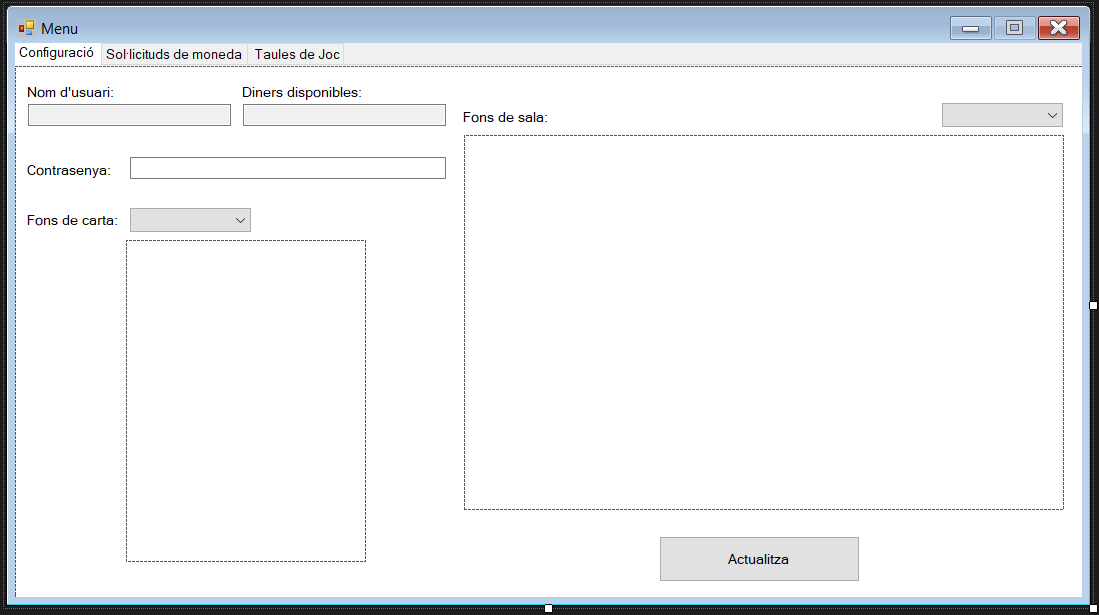 Menu
Configuració
Sol·licituds de moneda
Taules de Joc
Nom d'usuari:
Diners disponibles:
Fons de sala:
Contrasenya:
Fons de carta:
Actualitza